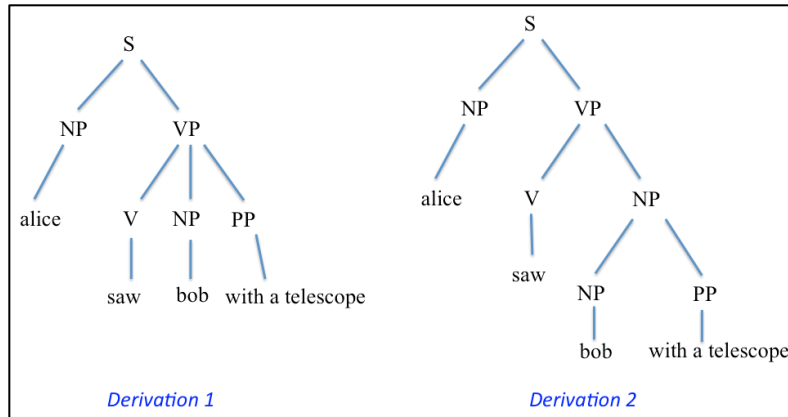 S
NP VP
alice V NP PP
saw bob with a telescope
Derivation 1
S
NP VP
alice V NP
saw NP PP
bob with a telescope
Derivation 2